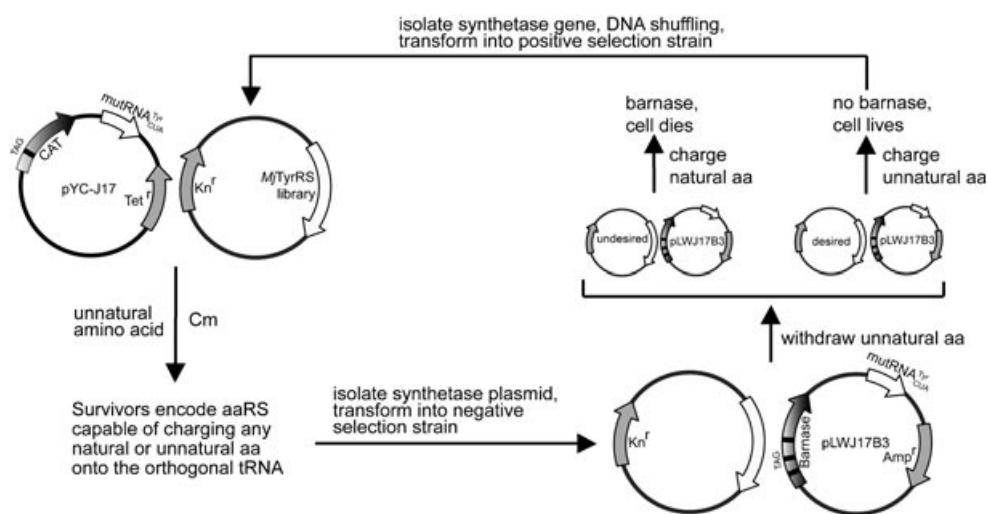 isolate synthetase gene, DNA shuffling,
transform into positive selection strain
mutRNA Tyr CUA
TAG
CAT
pYC-J17
Tet r
Kn r
MjTyrRS
library
barnase,
cell dies
no barnase,
cell lives
charge
natural aa
charge
unnatural aa
undesired
pLWJ17B3
desired
pLWJ17B3
unnatural
amino acid
Cm
withdraw unnatural aa
Survivors encode aaRS
capable of charging any
natural or unnatural aa
onto the orthogonal tRNA
isolate synthetase plasmid,
transform into negative
selection strain
Kn r
mutRNA Tyr CUA
TAG
Barnase
pLWJ17B3
Amp r